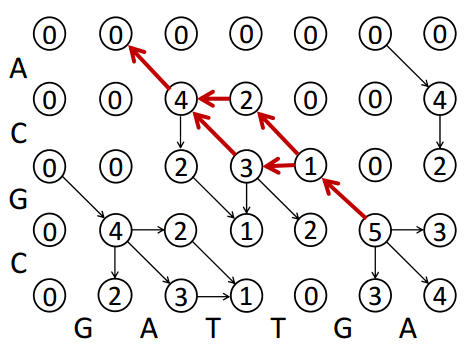 0 0 0 0 0 0 0
A
0 0 4 2 0 0 4
C
0 0 2 3 1 0 2
G
0 4 2 1 2 5 3
C
0 2 3 1 0 3 4
G A T T G A